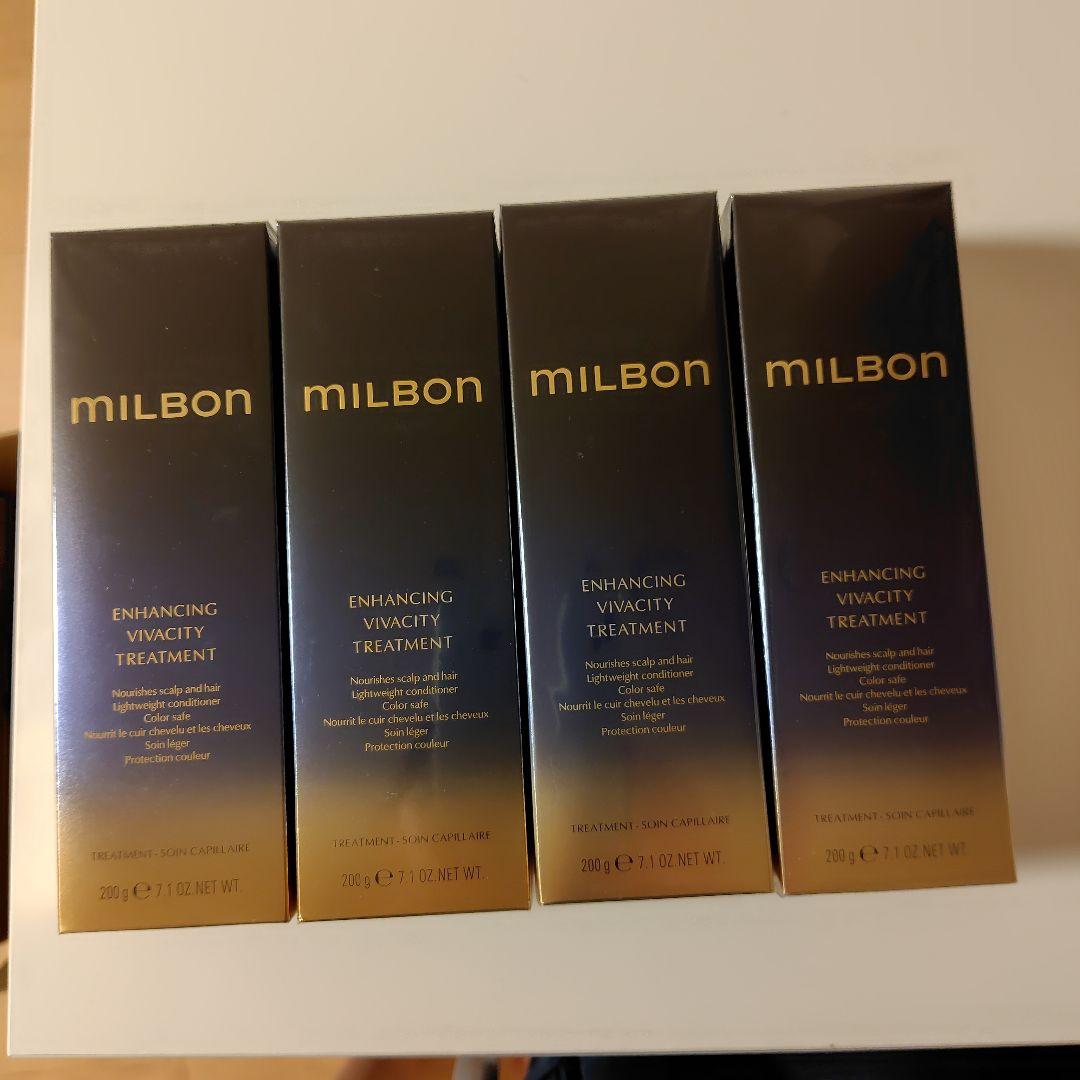 mILBon
ENHANCING
VIVACITY
TREATMENT
Nourishes scalp and hair
Lightweight conditioner
Color safe
Nourrit le cuir chevelu et les cheveux
Soin léger
Protection couleur
TREATMENT - SOIN CAPILLAIRE
200 g ℮ 7.1 OZ. NET WT.
mILBon
ENHANCING
VIVACITY
TREATMENT
Nourishes scalp and hair
Lightweight conditioner
Color safe
Nourrit le cuir chevelu et les cheveux
Soin léger
Protection couleur
TREATMENT - SOIN CAPILLAIRE
200 g ℮ 7.1 OZ. NET WT.
mILBon
ENHANCING
VIVACITY
TREATMENT
Nourishes scalp and hair
Lightweight conditioner
Color safe
Nourrit le cuir chevelu et les cheveux
Soin léger
Protection couleur
TREATMENT - SOIN CAPILLAIRE
200 g ℮ 7.1 OZ. NET WT.
mILBon
ENHANCING
VIVACITY
TREATMENT
Nourishes scalp and hair
Lightweight conditioner
Color safe
Nourrit le cuir chevelu et les cheveux
Soin léger
Protection couleur
TREATMENT - SOIN CAPILLAIRE
200 g ℮ 7.1 OZ. NET WT.